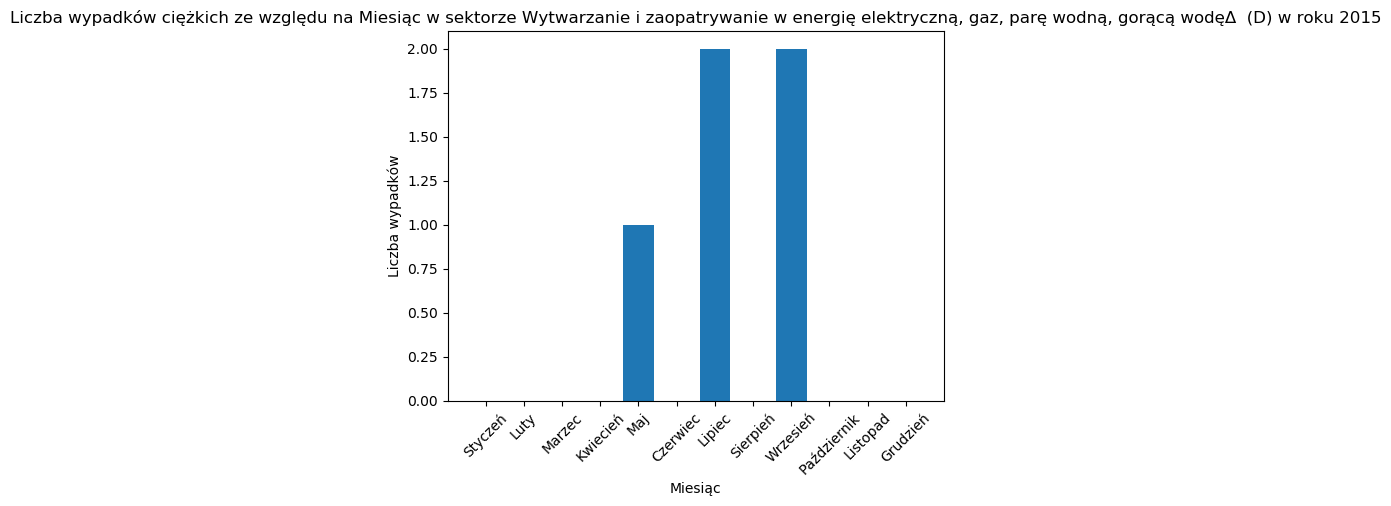 Liczba wypadków ciężkich ze względu na Miesiąc w sektorze Wytwarzanie i zaopatrywanie w energię elektryczną, gaz, parę wodną, gorącą wodęΔ  (D) w roku 2015
2.00
1.75
1.50
1.25
1.00
0.75
0.50
0.25
0.00
Liczba wypadków
Styczeń
Luty
Marzec
Kwiecień
Maj
Czerwiec
Lipiec
Sierpień
Wrzesień
Październik
Listopad
Grudzień
Miesiąc